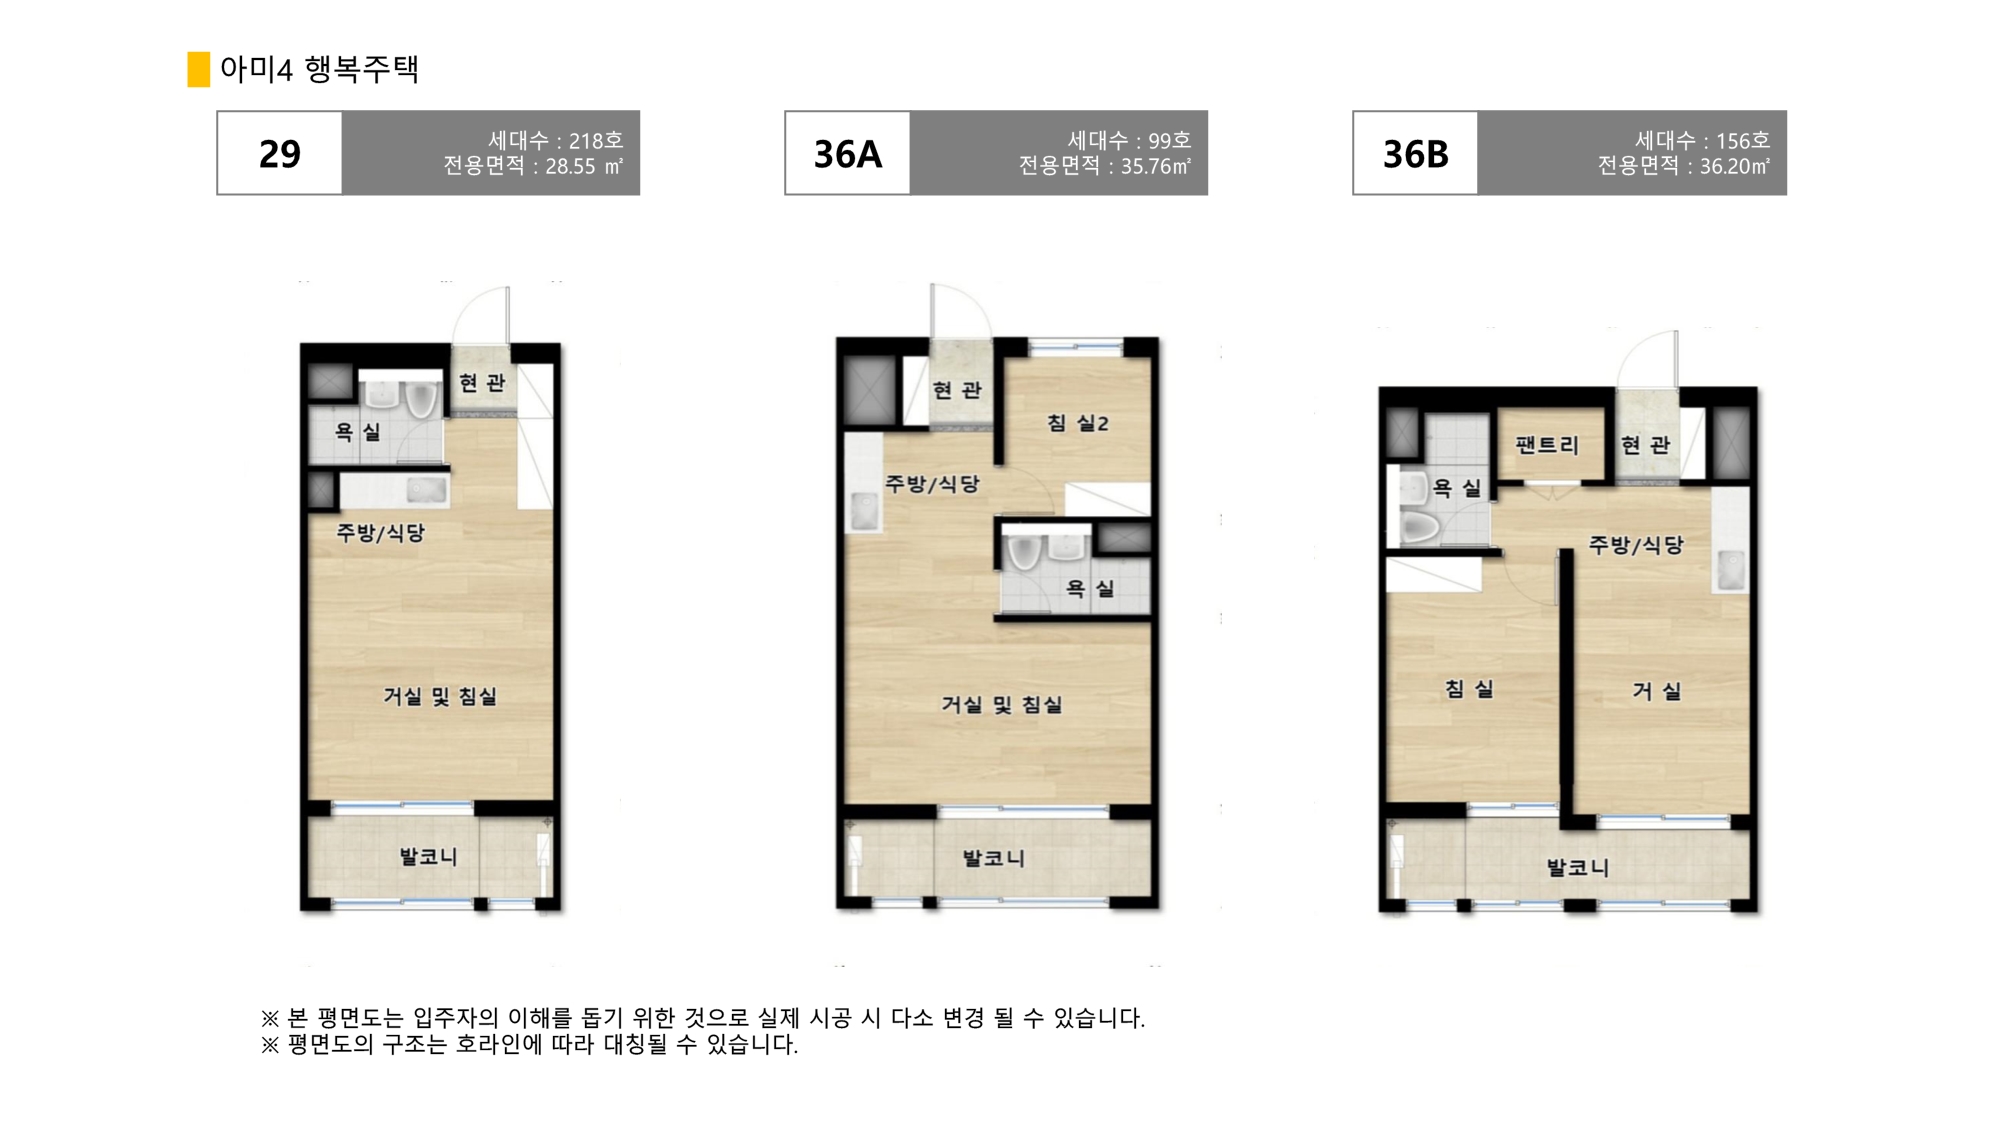 아미4 행복주택
29
세대수 : 218호
전용면적 : 28.55 ㎡
36A
세대수 : 99호
전용면적 : 35.76㎡
36B
세대수 : 156호
전용면적 : 36.20㎡
현 관
욕 실
주방/식당
거실 및 침실
발코니
현 관
침 실2
주방/식당
욕 실
거실 및 침실
발코니
팬트리
현 관
욕 실
주방/식당
침 실
거 실
발코니
※ 본 평면도는 입주자의 이해를 돕기 위한 것으로 실제 시공 시 다소 변경 될 수 있습니다.
※ 평면도의 구조는 호라인에 따라 대칭될 수 있습니다.